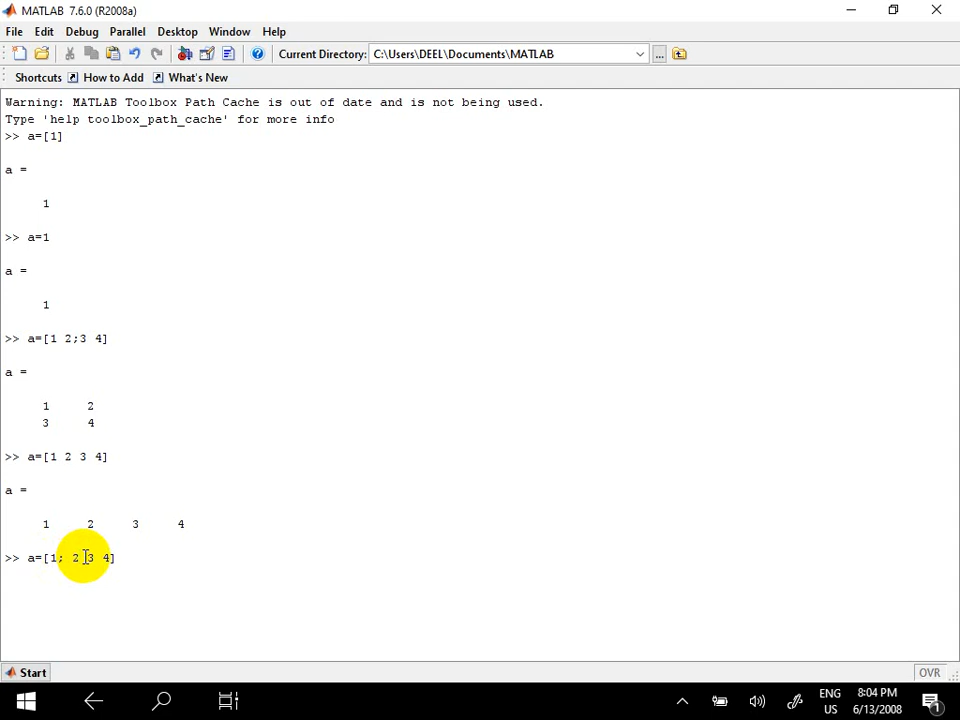 MATLAB 7.6.0 (R2008a)
File Edit Debug Parallel Desktop Window Help
Current Directory: C:\Users\DEEL\Documents\MATLAB ...
Shortcuts How to Add What's New
Warning: MATLAB Toolbox Path Cache is out of date and is not being used.
Type 'help toolbox_path_cache' for more info
>> a=[1]
a =
1
>> a=1
a =
1
>> a=[1 2;3 4]
a =
1 2
3 4
>> a=[1 2 3 4]
a =
1 2 3 4
>> a=[1; 2 3 4]
Start OVR
ENG 8:04 PM
US 6/13/2008 1